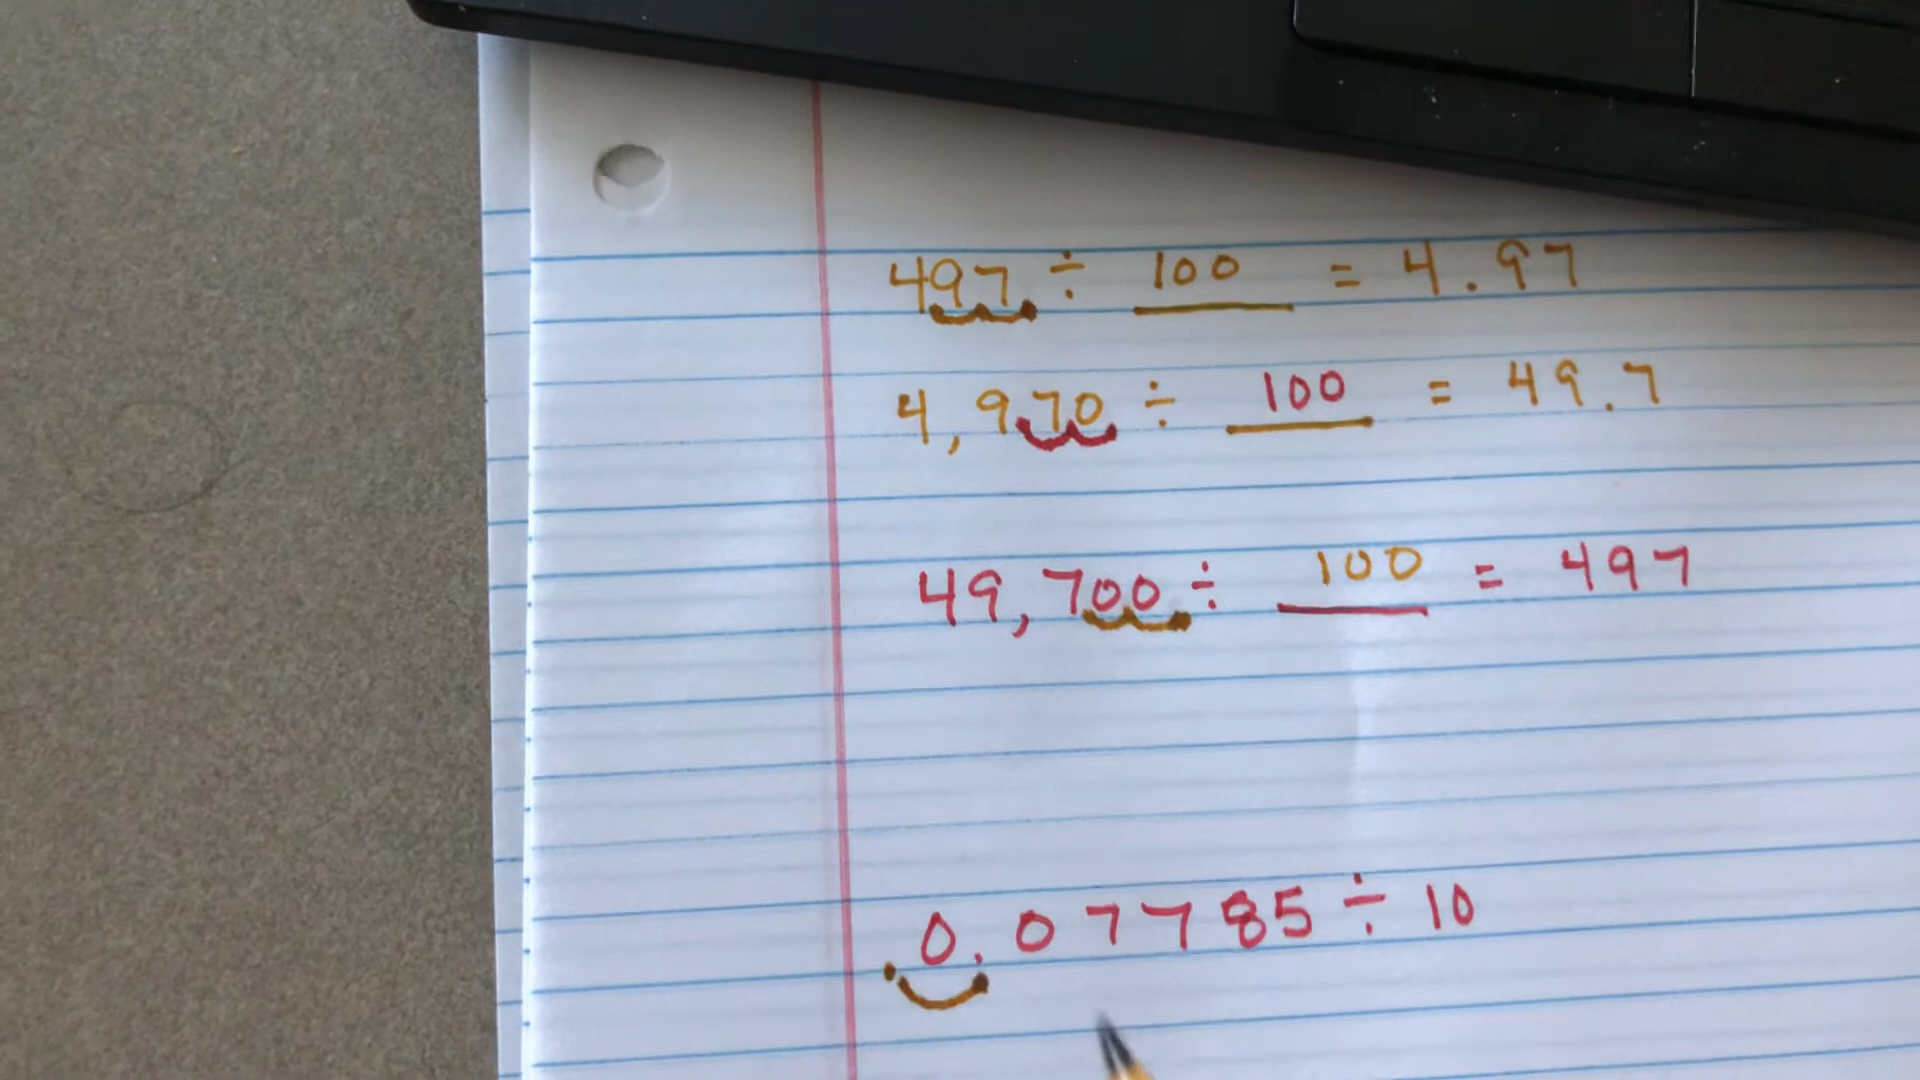 497 ÷ 100 = 4.97
4,970 ÷ 100 = 49.7
49,700 ÷ 100 = 497
0.07785 ÷ 10